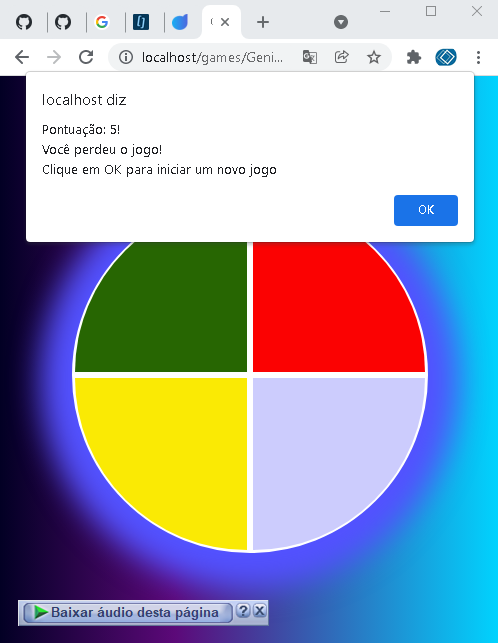 localhost/games/Geni...
localhost diz
Pontuação: 5!
Você perdeu o jogo!
Clique em OK para iniciar um novo jogo
OK
Baixar áudio desta página
?
X